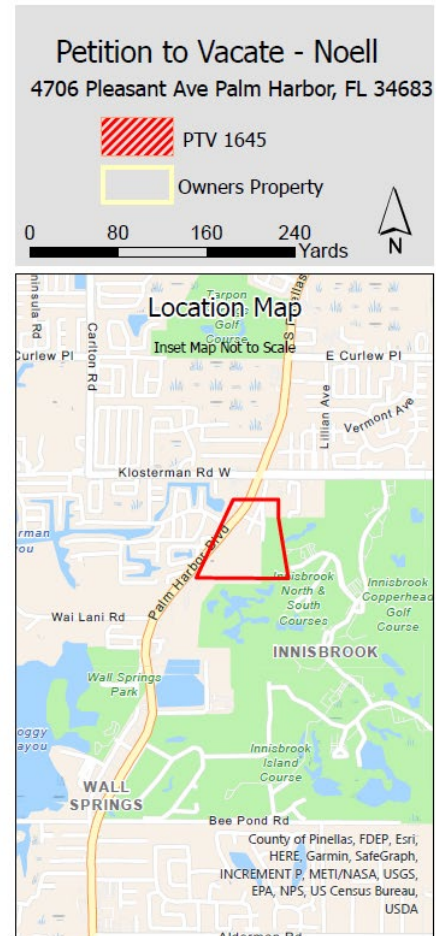 Petition to Vacate - Noell
4706 Pleasant Ave Palm Harbor, FL 34683
PTV 1645
Owners Property
0 80 160 240
Yards
N
Location Map
Inset Map Not to Scale
Tarpon
Golf
Course
Carlton Rd
Curlew Pl
E Curlew Pl
Lillian Ave
Vermont Ave
Klosterman Rd W
Palm Harbor Blvd
Innisbrook
North &
South
Courses
Innisbrook
Copperhead
Golf
Course
Wai Lani Rd
INNISBROOK
Wall Springs
Park
Innisbrook
Island
Course
WALL
SPRINGS
Bee Pond Rd
County of Pinellas, FDEP, Esri,
HERE, Garmin, SafeGraph,
INCREMENT P, METI/NASA, USGS,
EPA, NPS, US Census Bureau,
USDA
Alderman Rd